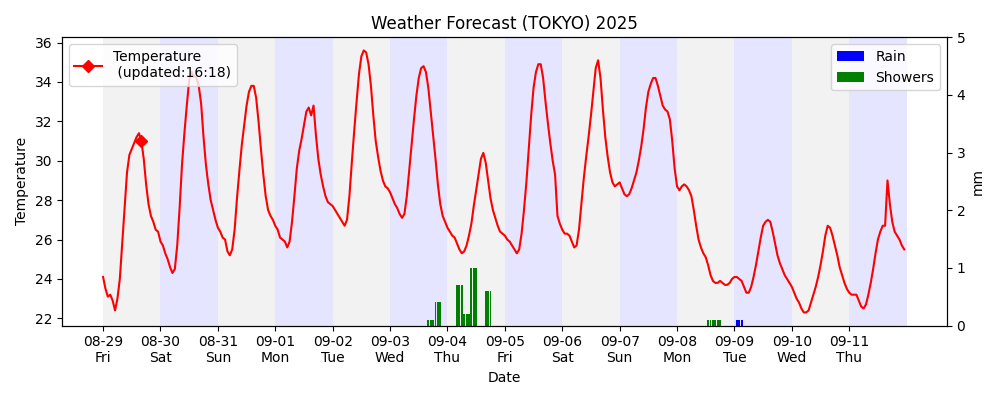 Weather Forecast (TOKYO) 2025
Temperature
(updated:16:18)
Rain
Showers
36
34
32
30
28
26
24
22
Temperature
5
4
3
2
1
0
mm
08-29 08-30 08-31 09-01 09-02 09-03 09-04 09-05 09-06 09-07 09-08 09-09 09-10 09-11
Fri Sat Sun Mon Tue Wed Thu Fri Sat Sun Mon Tue Wed Thu
Date